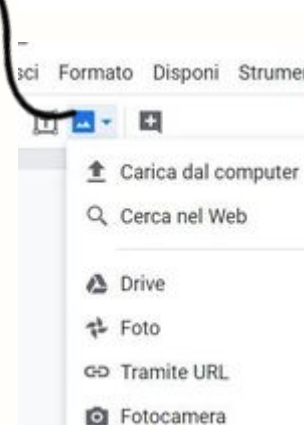 sci Formato Disponi Strumen
Carica dal computer
Cerca nel Web
Drive
Foto
Tramite URL
Fotocamera